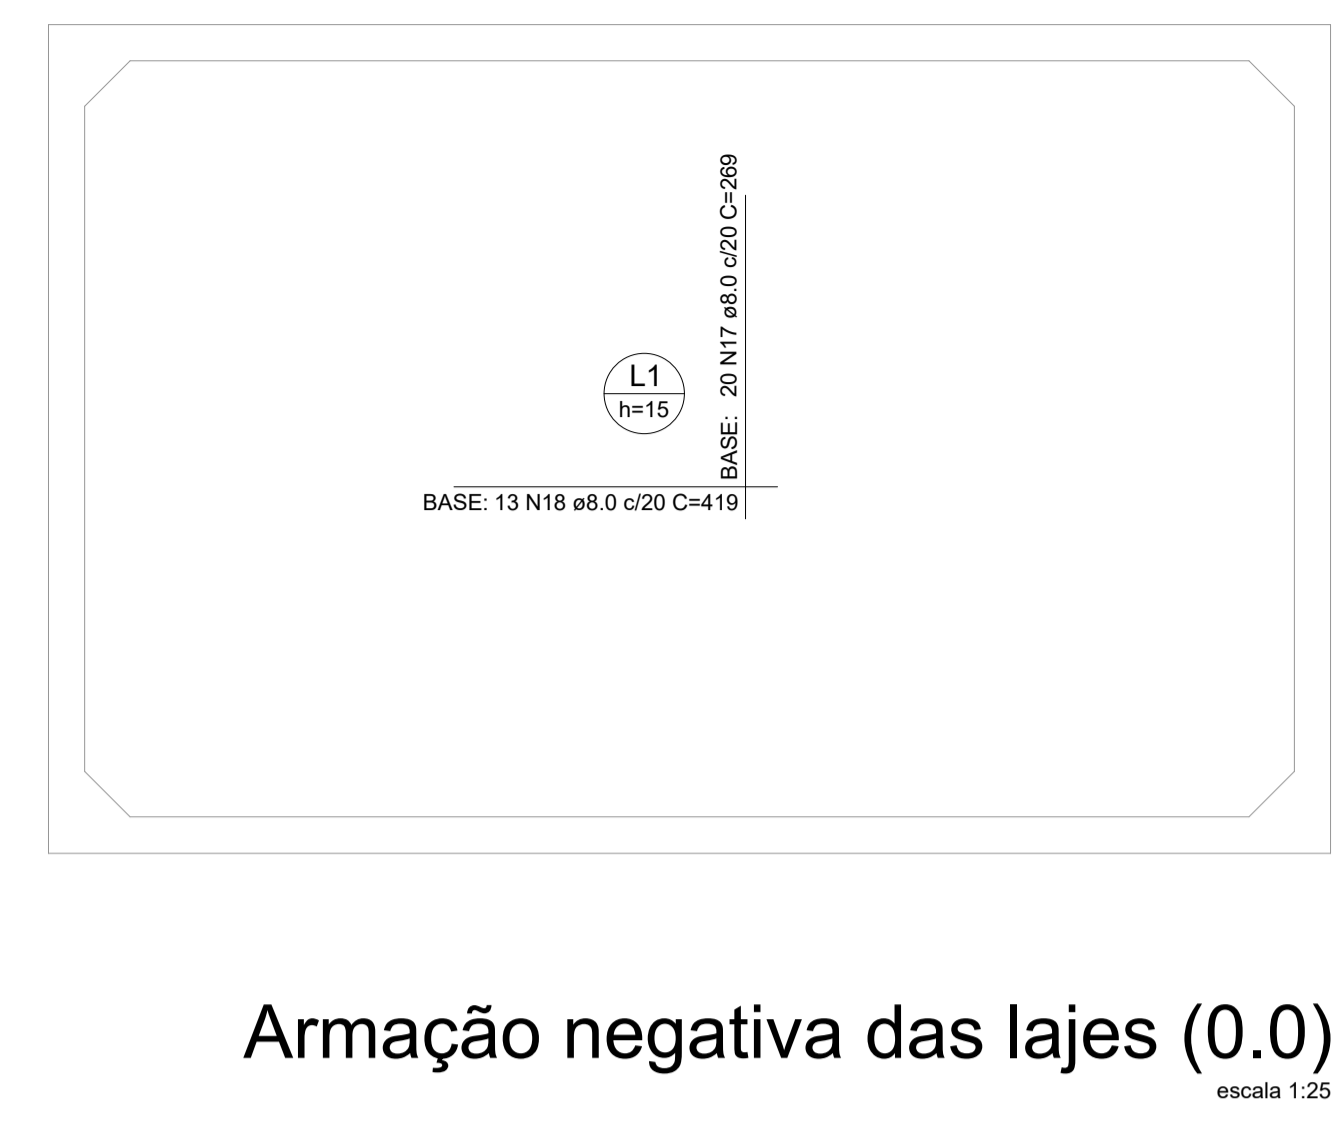 BASE: 20 N17 ø8.0 c/20 C=269
L1
h=15
BASE: 13 N18 ø8.0 c/20 C=419
Armação negativa das lajes (0.0)
escala 1:25